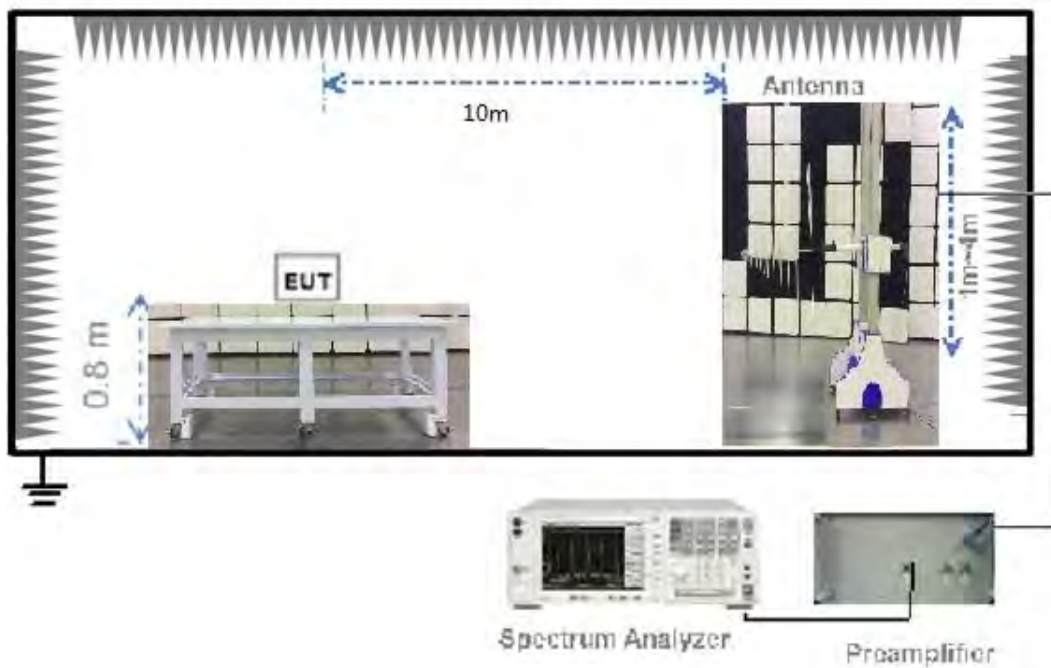 Antenna
10m
1m~4m
EUT
0.8 m
Spectrum Analyzer
Preamplifier